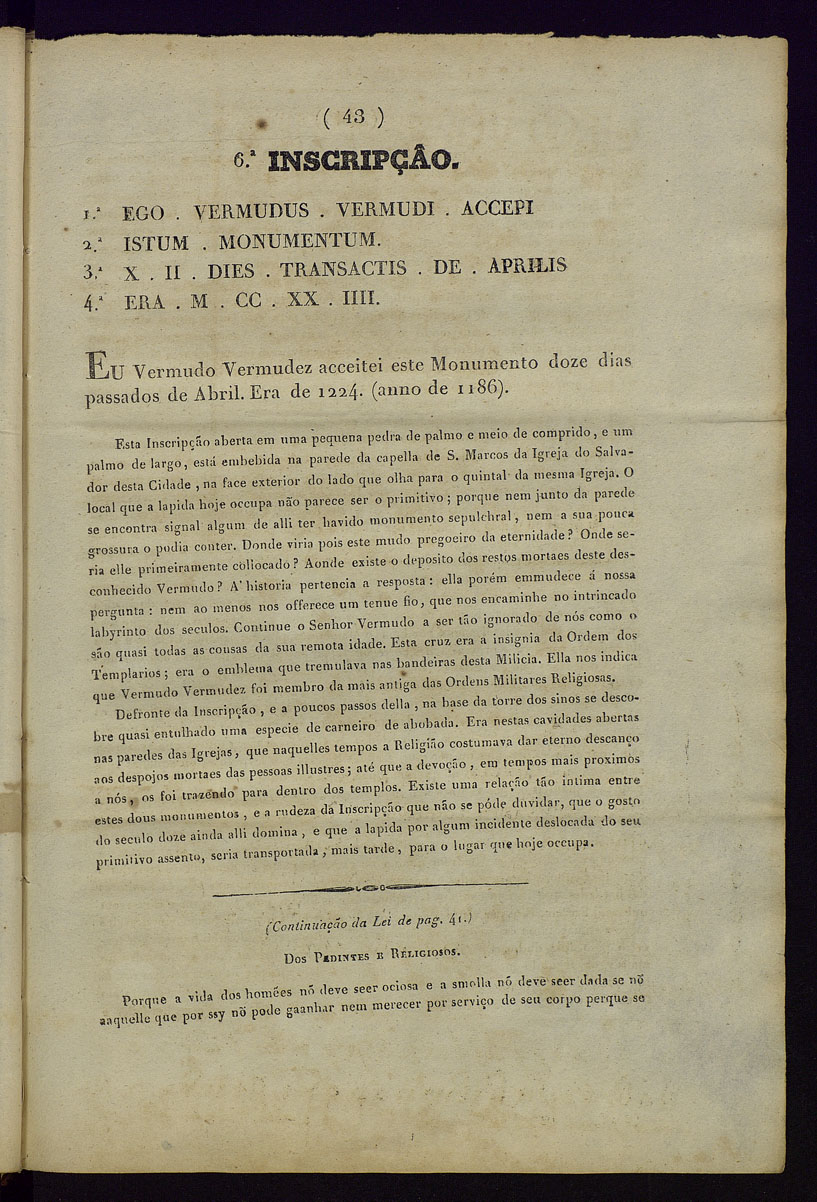 ( 43 )
6.ª INSCRIPÇÂO.
1.ª EGO . VERMUDUS . VERMUDI . ACCEPI
2.ª ISTUM . MONUMENTUM.
3.ª X . II . DIES . TRANSACTIS . DE . APRILIS
4.ª ERA . M . CC . XX . IIII.
EU Vermudo Vermudez acceitei este Monumento doze dias
passados de Abril. Era de 1224. (anno de 1186).
Esta Inscripção aberta em uma pequena pedra de palmo e meio de comprido, e um
palmo de largo, está embebida na parede da capella de S. Marcos da Igreja do Salva-
dor desta Cidade, na face exterior do lado que olha para o quintal da mesma Igreja. O
local que a lapida hoje occupa não parece ser o primitivo; porque nem junto da parede
se encontra signal algum de alli ter havido monumento sepulchral, nem a sua pouca
grossura o podia conter. Donde viria pois este mudo pregoeiro da eternidade? Onde se-
ria elle primeiramente collocado? Aonde existe o deposito dos restos mortaes deste des-
conhecido Vermudo? A' historia pertencia a resposta: ella porém emmudece á nossa
pergunta: nem ao menos nos offerece um tenue fio, que nos encaminhe no intrincado
labyrinto dos seculos. Continue o Senhor Vermudo a ser tão ignorado de nós como o
são quasi todas as cousas da sua remota idade. Esta cruz era a insignia da Ordem dos
Templarios; era o emblema que tremulava nas bandeiras desta Milicia. Ella nos indica
que Vermudo Vermudez foi membro da mais antiga das Ordens Militares Religiosas.
Defronte da Inscripção, e a poucos passos della, na base da torre dos sinos se desco-
bre quasi entulhado uma especie de carneiro de abobada. Era nestas cavidades abertas
nas paredes das Igrejas, que naquelles tempos a Religião costumava dar eterno descanço
aos despojos mortaes das pessoas illustres; até que a devoção, em tempos mais proximos
a nós, os foi trazendo para dentro dos templos. Existe uma relação tão intima entre
estes dous monumentos, e a rudeza da Inscripção que não se póde duvidar, que o gosto
do seculo doze ainda alli domina, e que a lapida por algum incidente deslocada do seu
primitivo assento, seria transportada, mais tarde, para o lugar que hoje occupa.
(Continuação da Lei de pag. 41.)
DOS PEDINTES E RELIGIOSOS.
Porque a vida dos homẽes nõ deve seer ociosa e a smolla nõ deve seer dada se nõ
aaquelle que por ssy nõ pode gaanhar nem merecer por serviço de seu corpo perque se